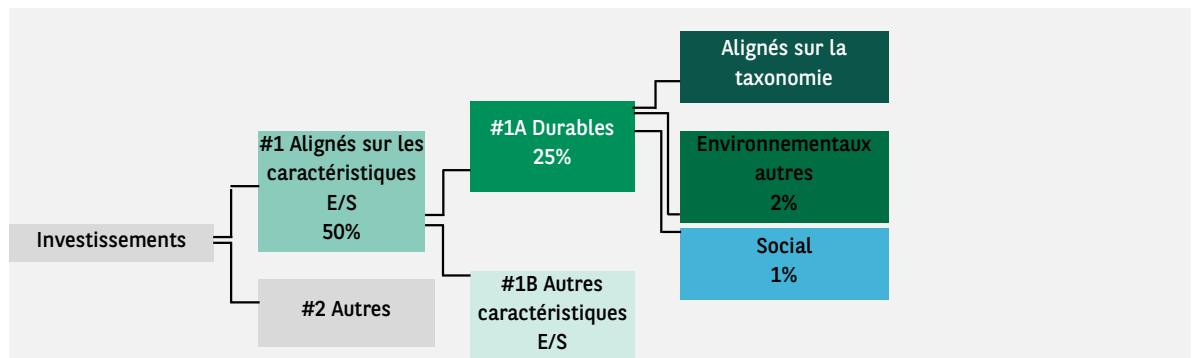 Investissements
#1 Alignés sur les
caractéristiques
E/S
50%
#2 Autres
#1A Durables
25%
#1B Autres
caractéristiques
E/S
Alignés sur la
taxonomie
Environnementaux
autres
2%
Social
1%